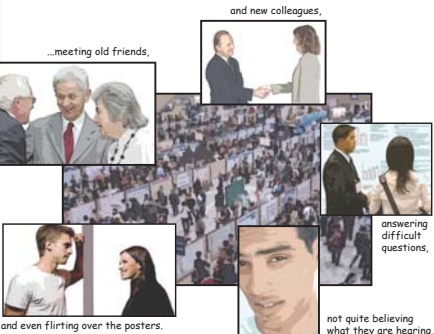 ...meeting old friends,
and new colleagues,
answering
difficult
questions,
not quite believing
what they are hearing,
and even flirting over the posters.